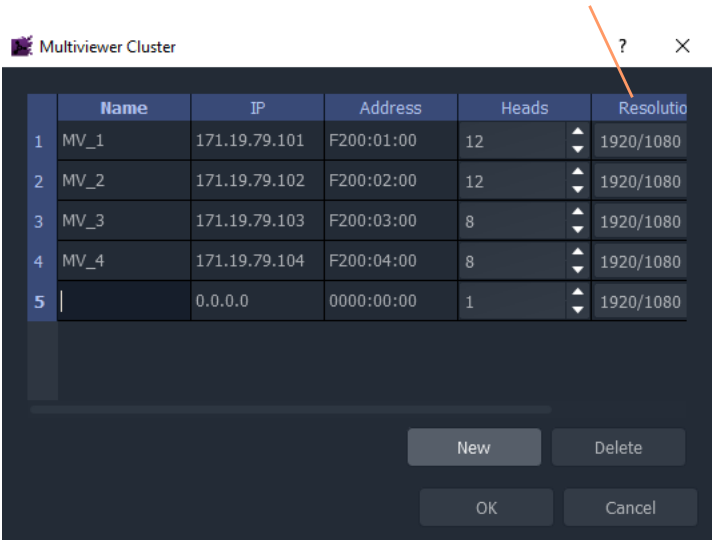 Multiviewer Cluster ? ×
Name IP Address Heads Resolutio
1 MV_1 171.19.79.101 F200:01:00 12 1920/1080
2 MV_2 171.19.79.102 F200:02:00 12 1920/1080
3 MV_3 171.19.79.103 F200:03:00 8 1920/1080
4 MV_4 171.19.79.104 F200:04:00 8 1920/1080
5 0.0.0.0 0000:00:00 1 1920/1080
New Delete
OK Cancel